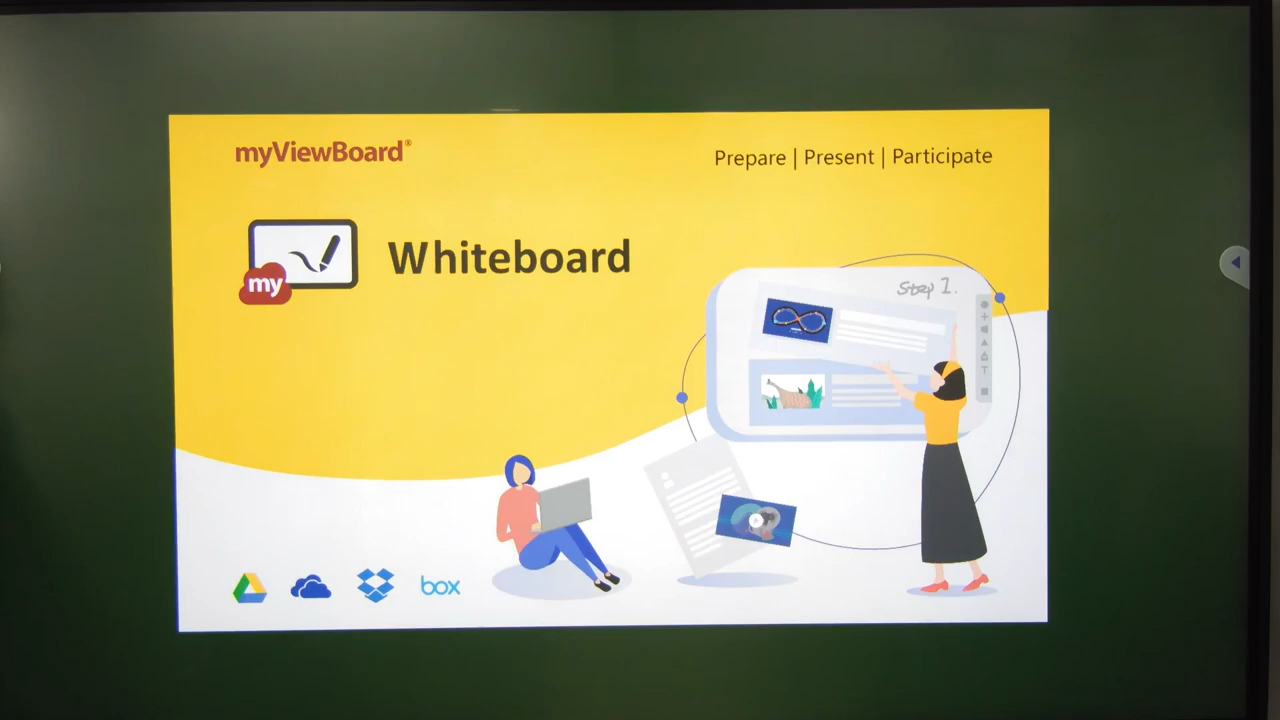 myViewBoard®
Prepare | Present | Participate
my
Whiteboard
Step 1.
T
box